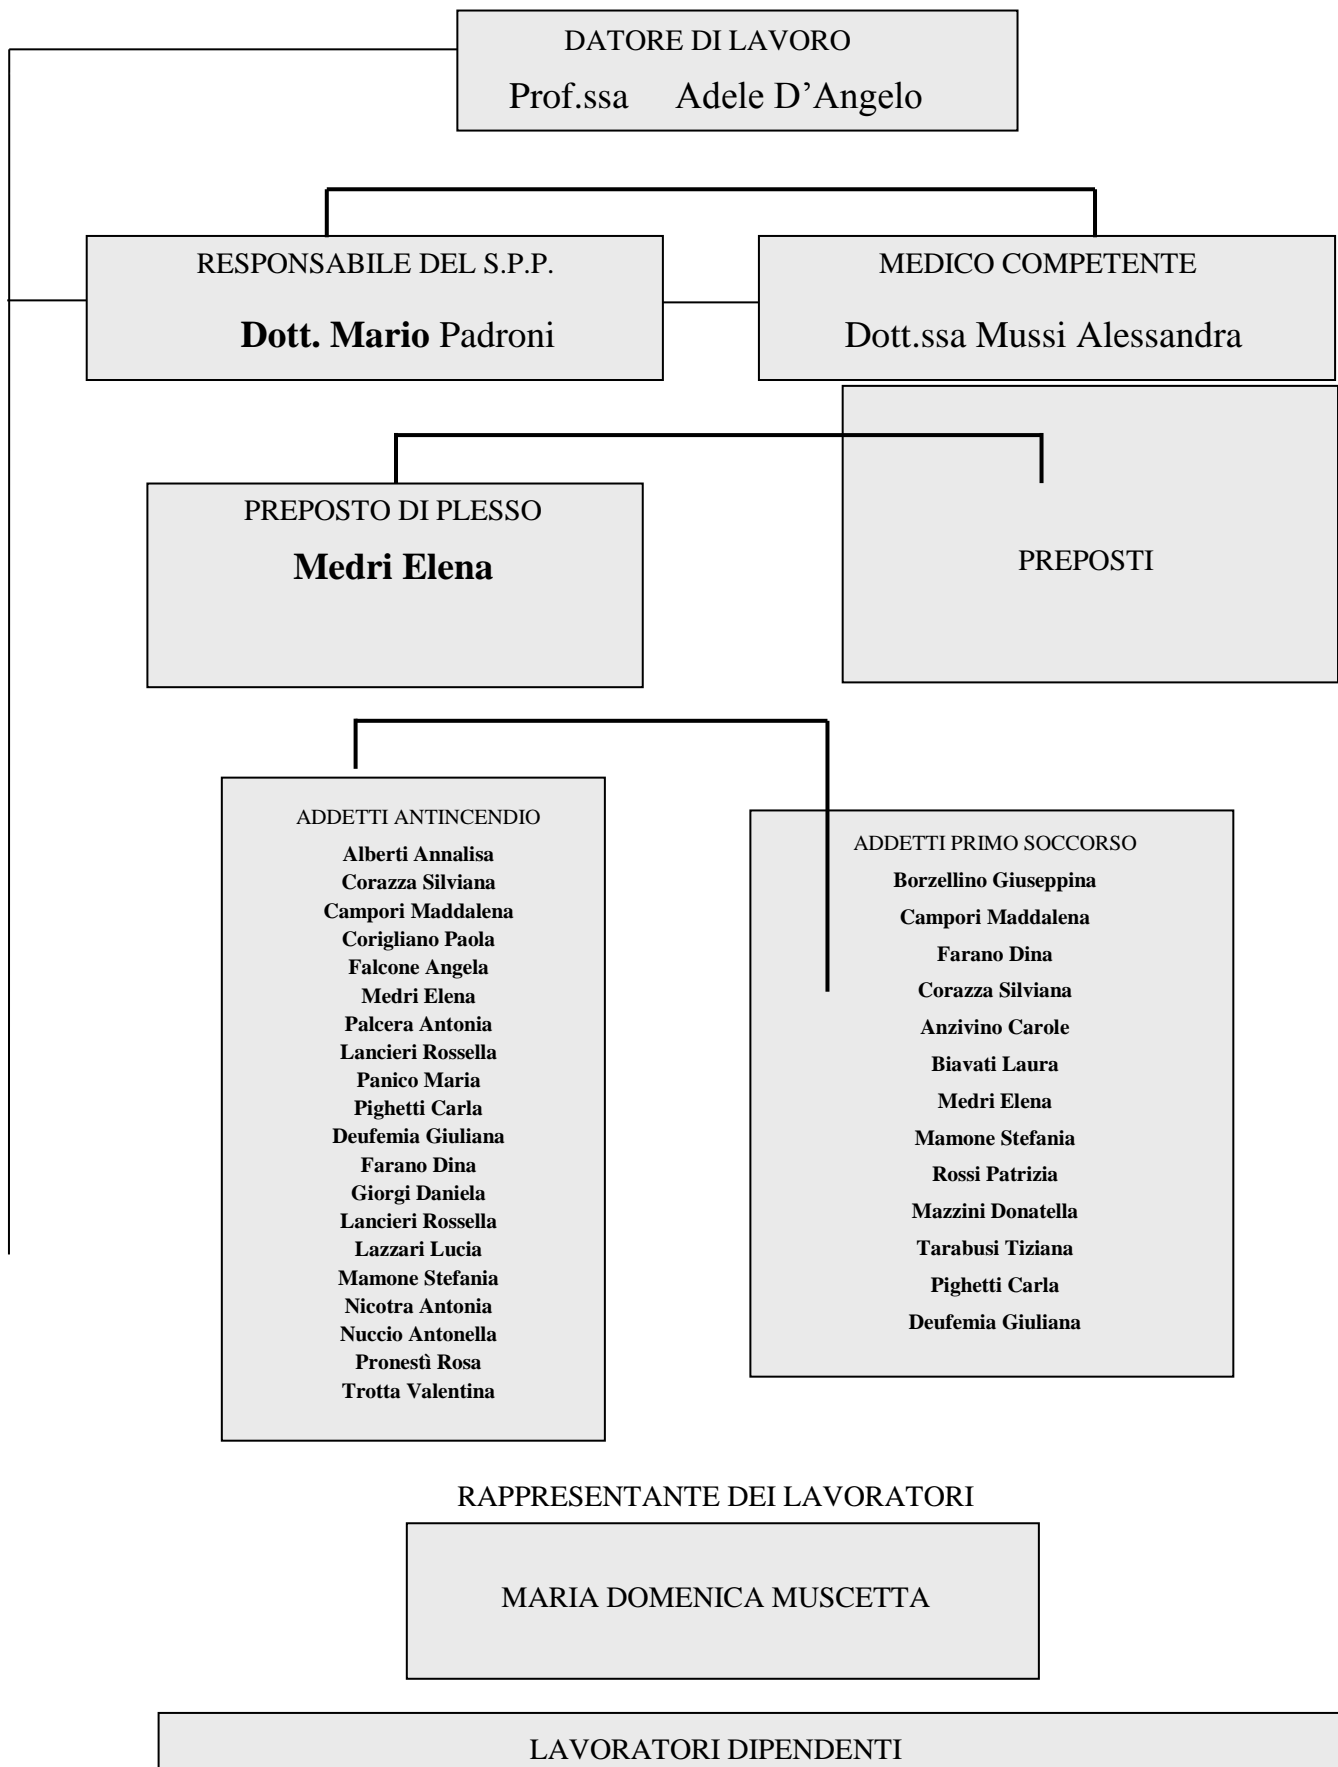 DATORE DI LAVORO
Prof.ssa Adele D’Angelo
RESPONSABILE DEL S.P.P.
Dott. Mario Padroni
MEDICO COMPETENTE
Dott.ssa Mussi Alessandra
PREPOSTO DI PLESSO
Medri Elena
PREPOSTI
ADDETTI ANTINCENDIO
Alberti Annalisa
Corazza Silviana
Campori Maddalena
Corigliano Paola
Falcone Angela
Medri Elena
Palcera Antonia
Lancieri Rossella
Panico Maria
Pighetti Carla
Deufemia Giuliana
Farano Dina
Giorgi Daniela
Lancieri Rossella
Lazzari Lucia
Mamone Stefania
Nicotra Antonia
Nuccio Antonella
Pronestì Rosa
Trotta Valentina
ADDETTI PRIMO SOCCORSO
Borzellino Giuseppina
Campori Maddalena
Farano Dina
Corazza Silviana
Anzivino Carole
Biavati Laura
Medri Elena
Mamone Stefania
Rossi Patrizia
Mazzini Donatella
Tarabusi Tiziana
Pighetti Carla
Deufemia Giuliana
RAPPRESENTANTE DEI LAVORATORI
MARIA DOMENICA MUSCETTA
LAVORATORI DIPENDENTI